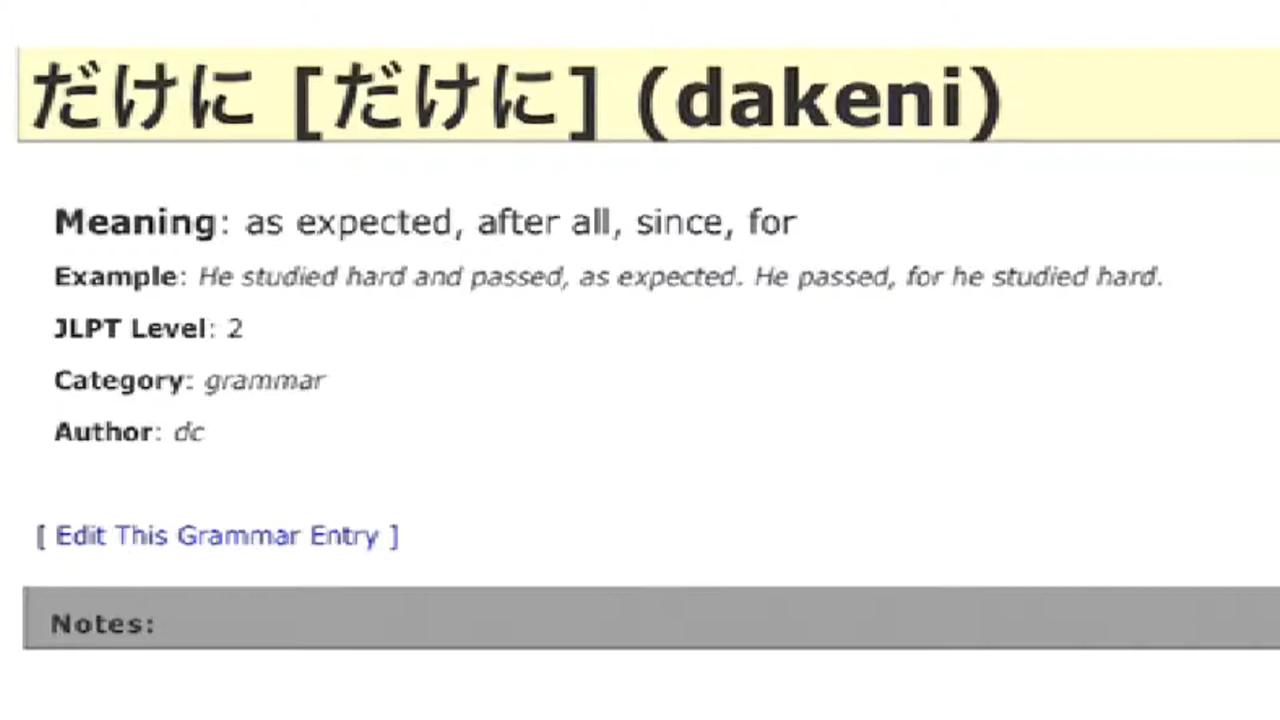 だけに [だけに] (dakeni)
Meaning: as expected, after all, since, for
Example: He studied hard and passed, as expected. He passed, for he studied hard.
JLPT Level: 2
Category: grammar
Author: dc
[ Edit This Grammar Entry ]
Notes: